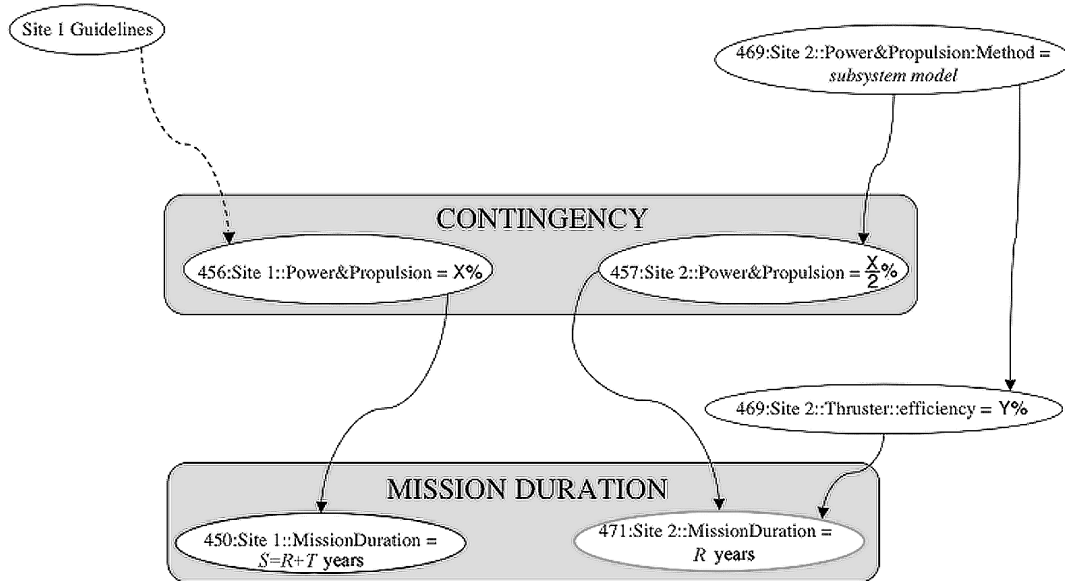 Site 1 Guidelines
469:Site 2::Power&Propulsion:Method =
subsystem model
CONTINGENCY
456:Site 1::Power&Propulsion = X%
457:Site 2::Power&Propulsion = X/2%
469:Site 2::Thruster::efficiency = Y%
MISSION DURATION
450:Site 1::MissionDuration =
S=R+T years
471:Site 2::MissionDuration =
R years